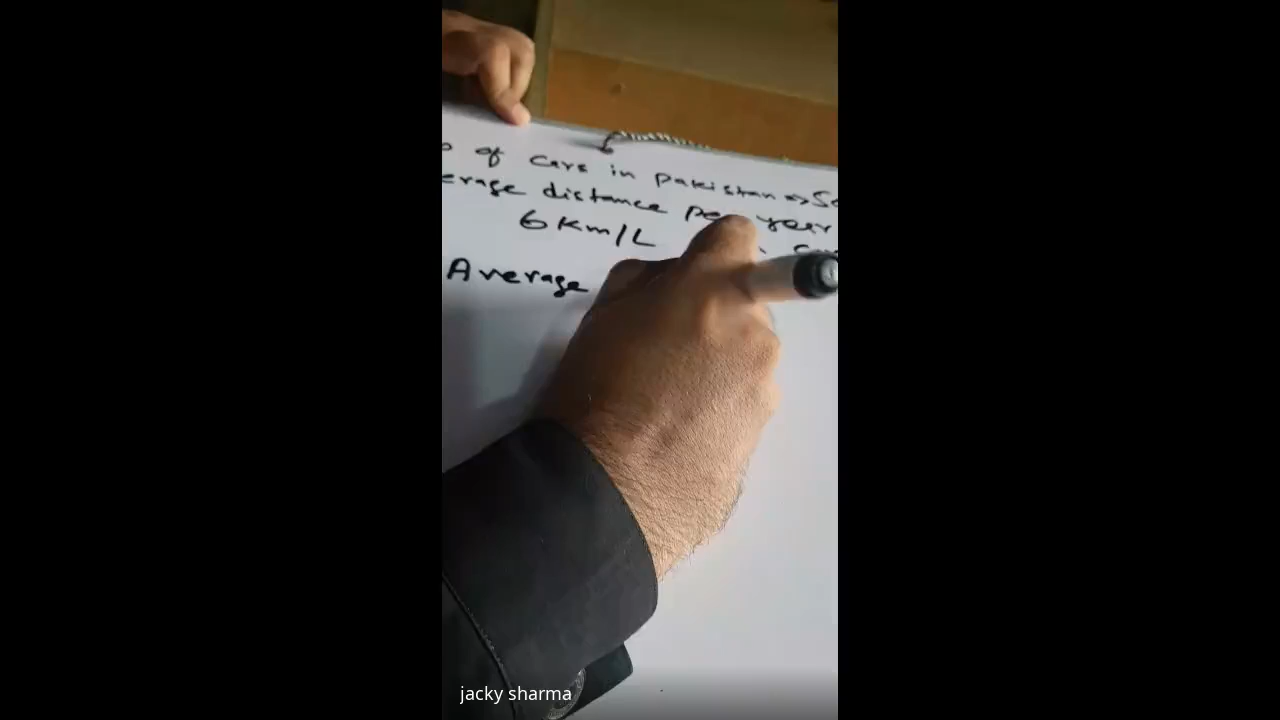 of Cars in Pakistan =>
erage distance per year
6 Km/L
Average
jacky sharma